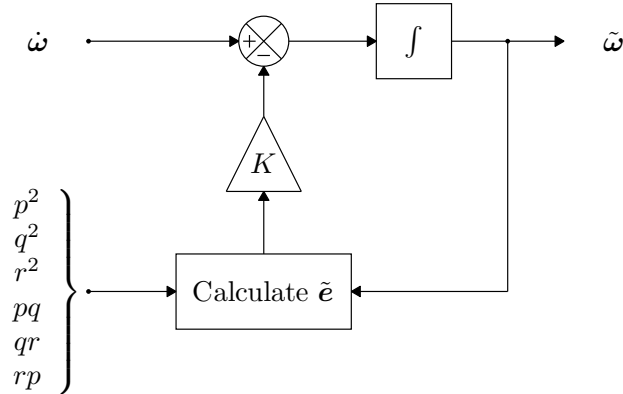 ω̇
+
−
∫
ω̃
K
p²
q²
r²
pq
qr
rp
Calculate ẽ